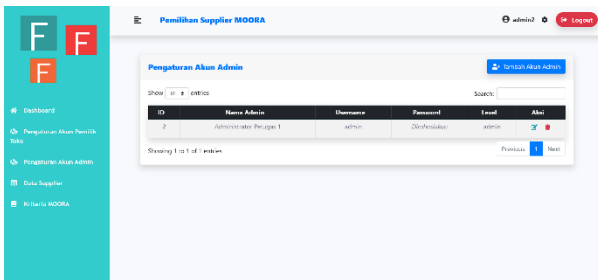 F
F
F
Dashboard
Pengaturan Akun Pemilik Toko
Pengaturan Akun Admin
Data Supplier
Kriteria MOORA
Pemilihan Supplier MOORA
admin2
Logout
Pengaturan Akun Admin
Tambah Akun Admin
Show 10 entries
Search:
ID Nama Admin Username Password Level Aksi
2 Administrator Petugas 1 admin Dirahasiakan admin
Showing 1 to 1 of 1 entries
Previous 1 Next